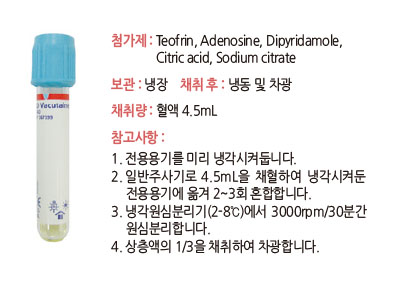 첨가제 : Teofrin, Adenosine, Dipyridamole,
Citric acid, Sodium citrate
보관 : 냉장 채취 후 : 냉동 및 차광
채취량 : 혈액 4.5mL
참고사항 :
1. 전용용기를 미리 냉각시켜둡니다.
2. 일반주사기로 4.5mL을 채혈하여 냉각시켜둔
전용용기에 옮겨 2~3회 혼합합니다.
3. 냉각원심분리기(2-8℃)에서 3000rpm/30분간
원심분리합니다.
4. 상층액의 1/3을 채취하여 차광합니다.
Vacutaine